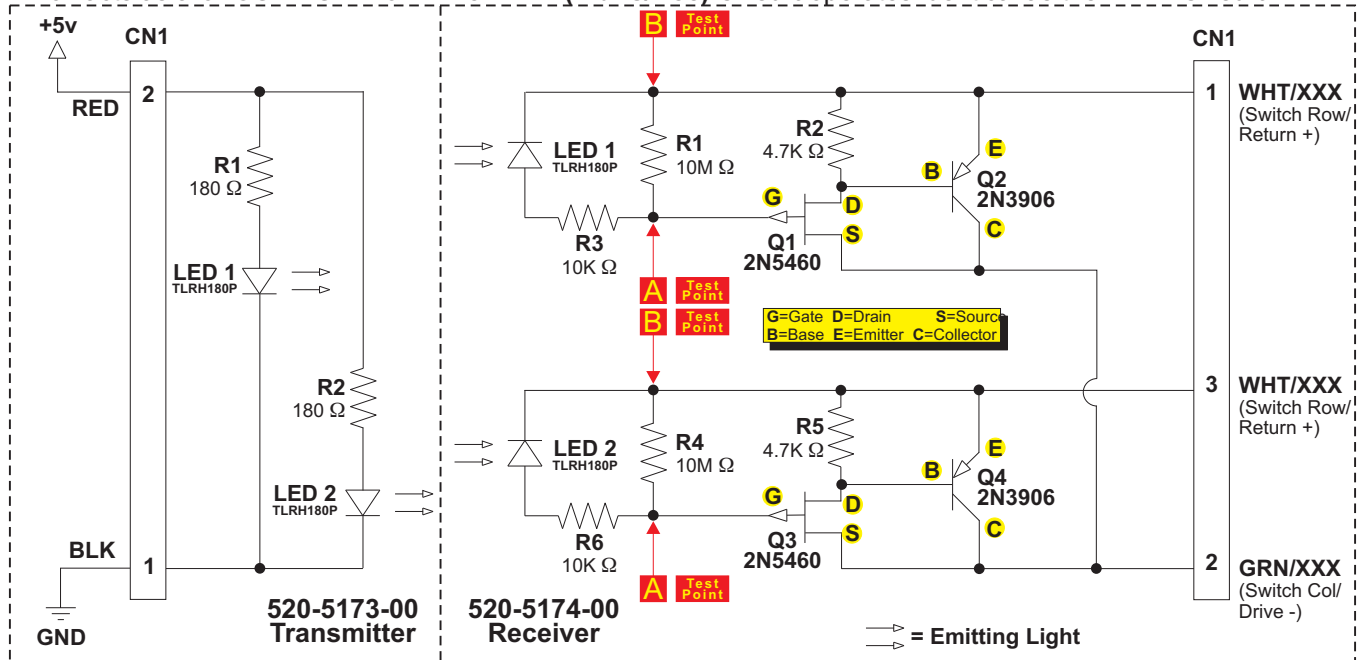 +5v
CN1
2
RED
R1
180 Ω
LED 1
TLRH180P
R2
180 Ω
LED 2
TLRH180P
BLK
1
GND
520-5173-00
Transmitter
B
Test
Point
LED 1
TLRH180P
R1
10M Ω
R3
10K Ω
A
Test
Point
R2
4.7K Ω
G
D
S
Q1
2N5460
B
E
C
Q2
2N3906
G=Gate D=Drain S=Source
B=Base E=Emitter C=Collector
B
Test
Point
LED 2
TLRH180P
R4
10M Ω
R6
10K Ω
A
Test
Point
R5
4.7K Ω
G
D
S
Q3
2N5460
B
E
C
Q4
2N3906
CN1
1
WHT/XXX
(Switch Row/
Return +)
3
WHT/XXX
(Switch Row/
Return +)
2
GRN/XXX
(Switch Col/
Drive -)
520-5174-00
Receiver
= Emitting Light